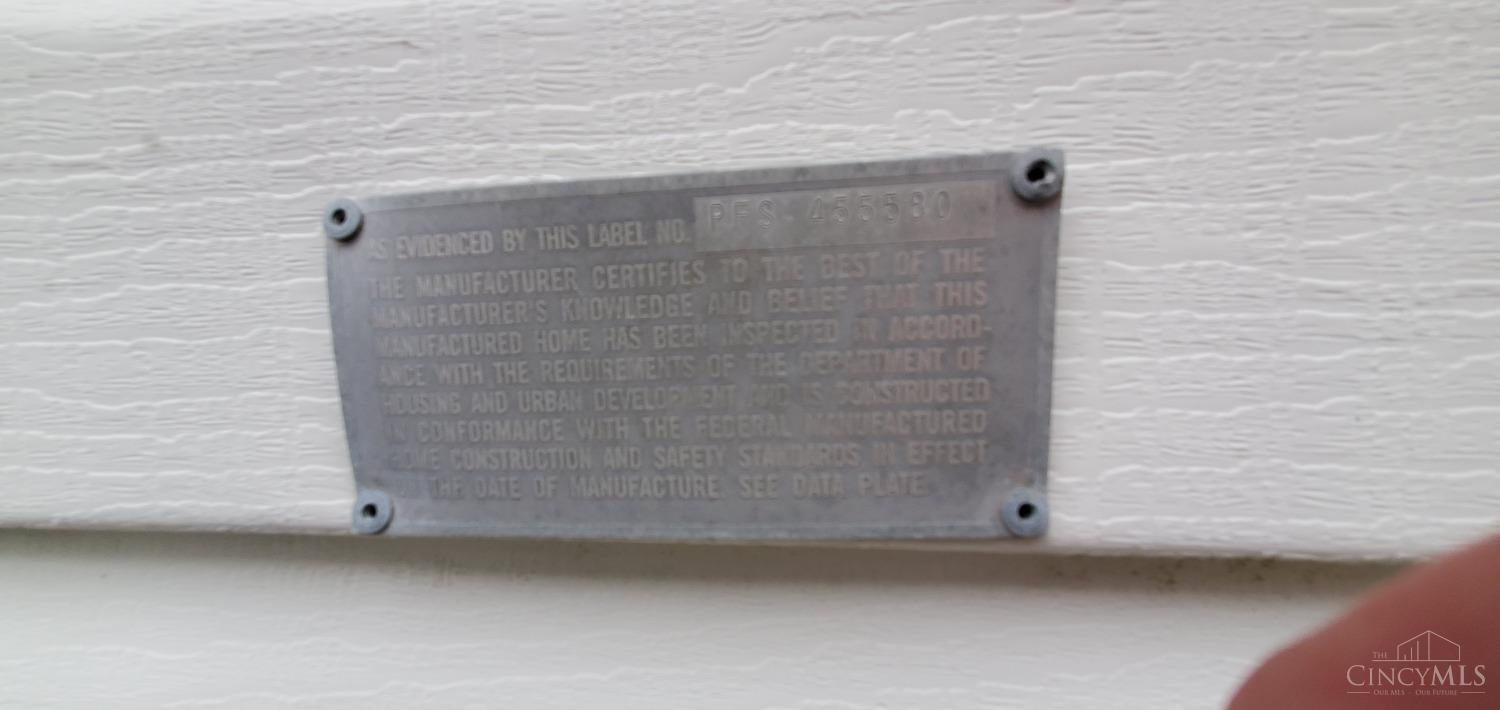 AS EVIDENCED BY THIS LABEL NO. PFS 455580
THE MANUFACTURER CERTIFIES TO THE BEST OF THE
MANUFACTURER'S KNOWLEDGE AND BELIEF THAT THIS
MANUFACTURED HOME HAS BEEN INSPECTED IN ACCORD-
ANCE WITH THE REQUIREMENTS OF THE DEPARTMENT OF
HOUSING AND URBAN DEVELOPMENT AND IS CONSTRUCTED
IN CONFORMANCE WITH THE FEDERAL MANUFACTURED
HOME CONSTRUCTION AND SAFETY STANDARDS IN EFFECT
THE DATE OF MANUFACTURE. SEE DATA PLATE.
THE
CINCYMLS
OUR MLS - OUR FUTURE